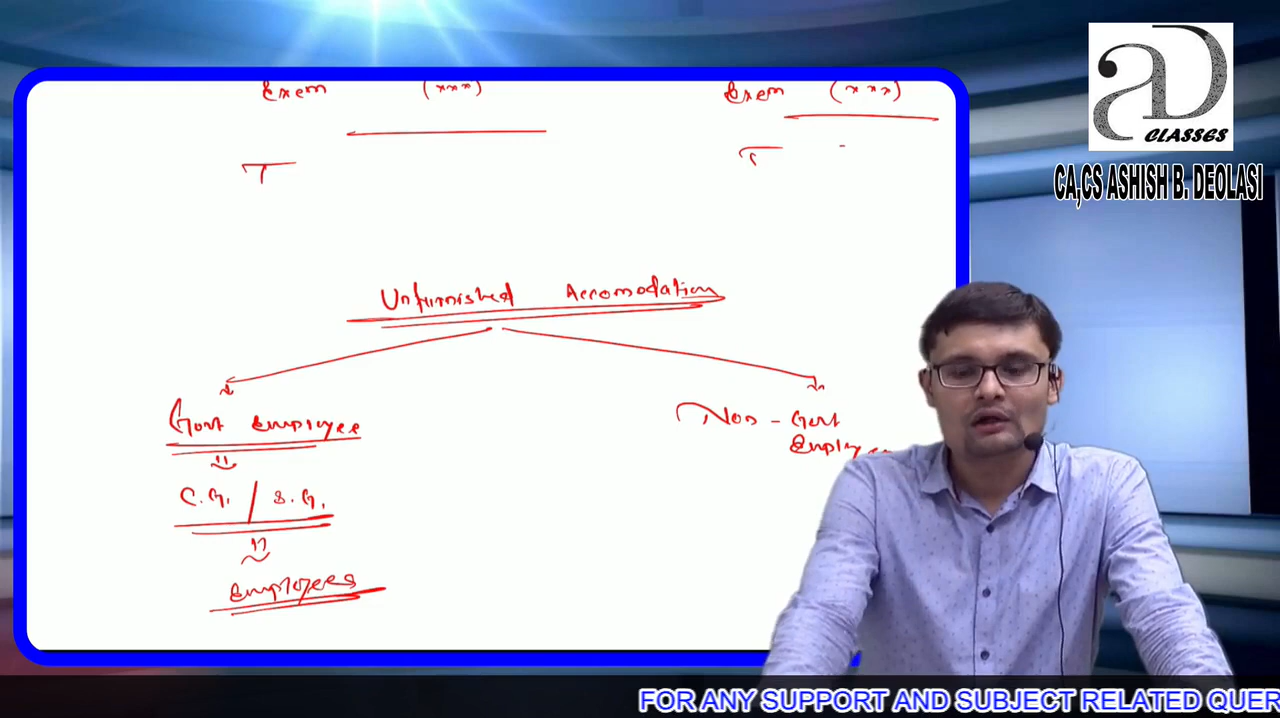 Exem (xxx) Exem (xxx)
T
Unfurnished Accomodation
Govt Employee
Non - Govt
C.G. / S.G.
Employees
aD
CLASSES
CA,CS ASHISH B. DEOLASI
FOR ANY SUPPORT AND SUBJECT RELATED QUER